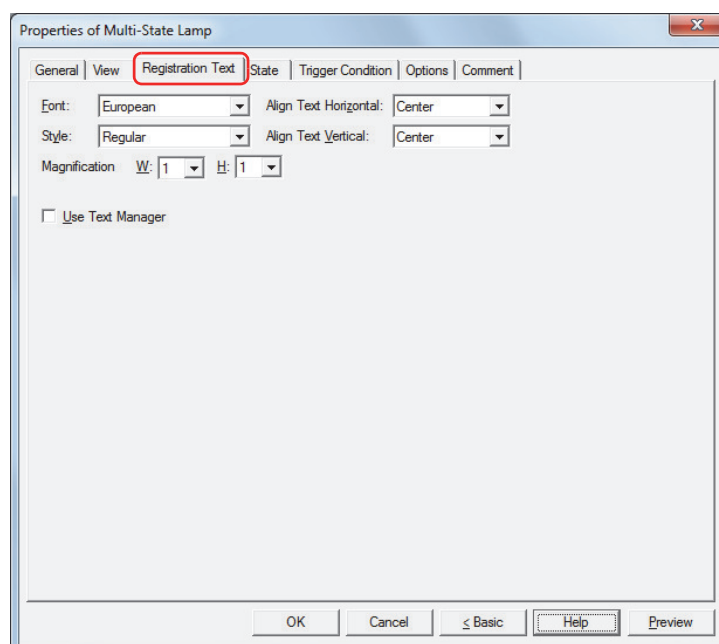 Properties of Multi-State Lamp
General View Registration Text State Trigger Condition Options Comment
Font: European Align Text Horizontal: Center
Style: Regular Align Text Vertical: Center
Magnification W: 1 H: 1
Use Text Manager
OK Cancel < Basic Help Preview